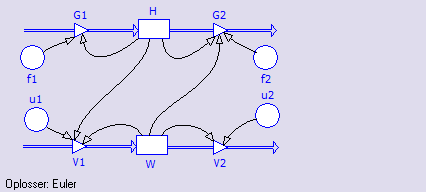 G1 H G2
f1 f2
u1 u2
V1 W V2
Oplosser: Euler